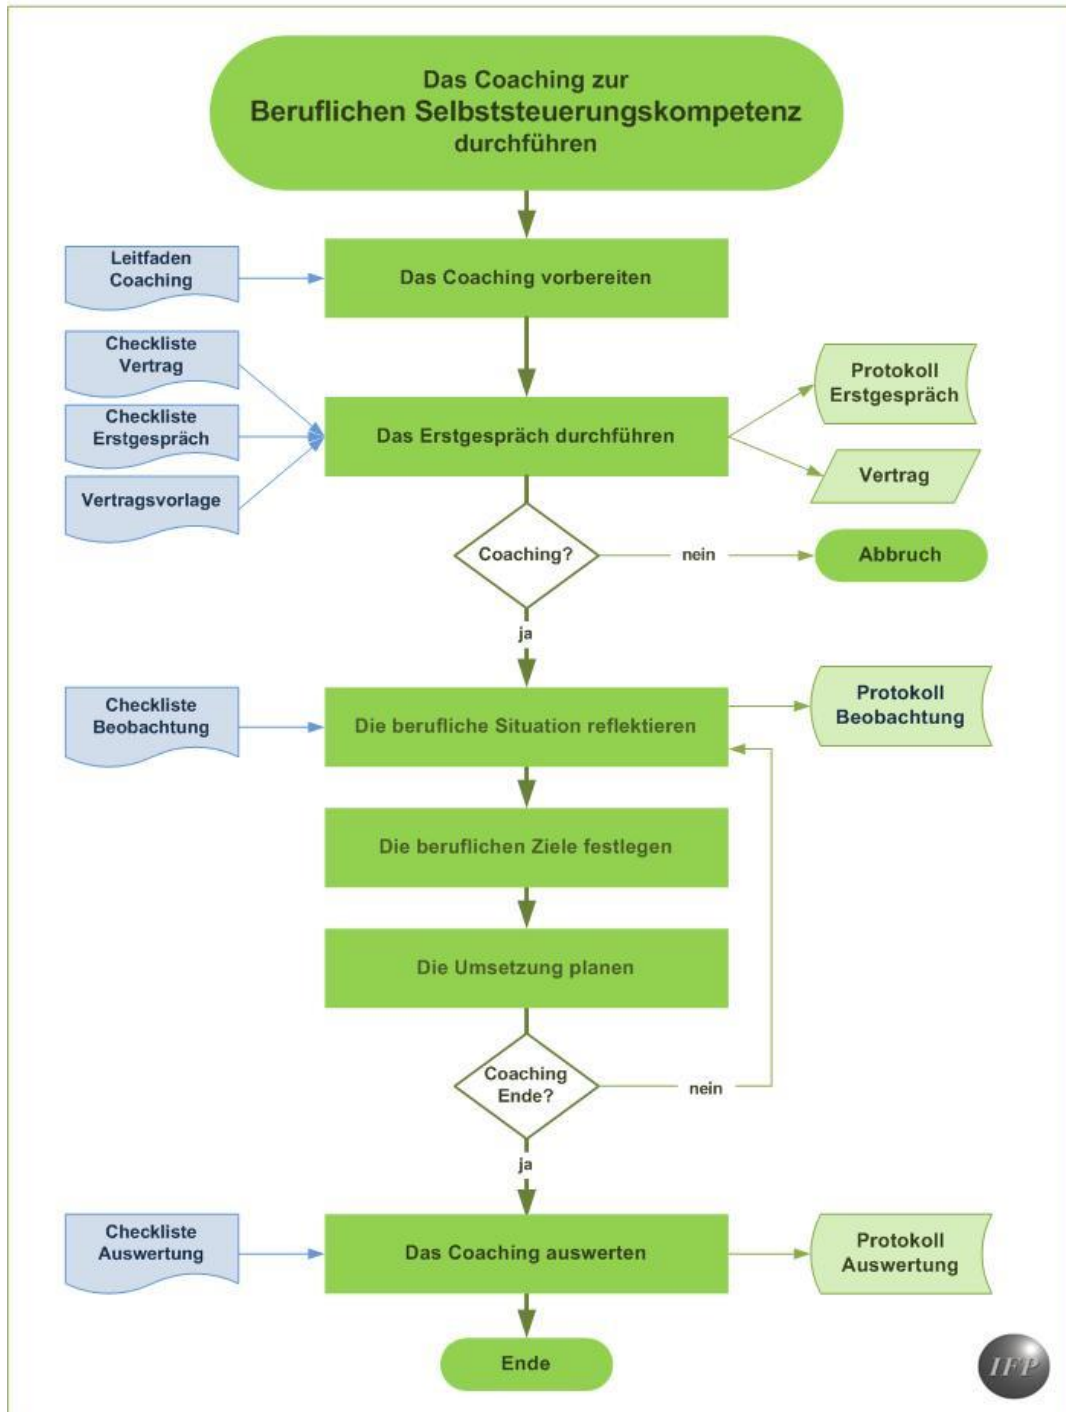 Das Coaching zur
Beruflichen Selbststeuerungskompetenz
durchführen
Leitfaden
Coaching
Das Coaching vorbereiten
Checkliste
Vertrag
Checkliste
Erstgespräch
Vertragsvorlage
Das Erstgespräch durchführen
Protokoll
Erstgespräch
Vertrag
Coaching?
nein
Abbruch
ja
Checkliste
Beobachtung
Die berufliche Situation reflektieren
Protokoll
Beobachtung
Die beruflichen Ziele festlegen
Die Umsetzung planen
Coaching
Ende?
nein
ja
Checkliste
Auswertung
Das Coaching auswerten
Protokoll
Auswertung
Ende
IFP